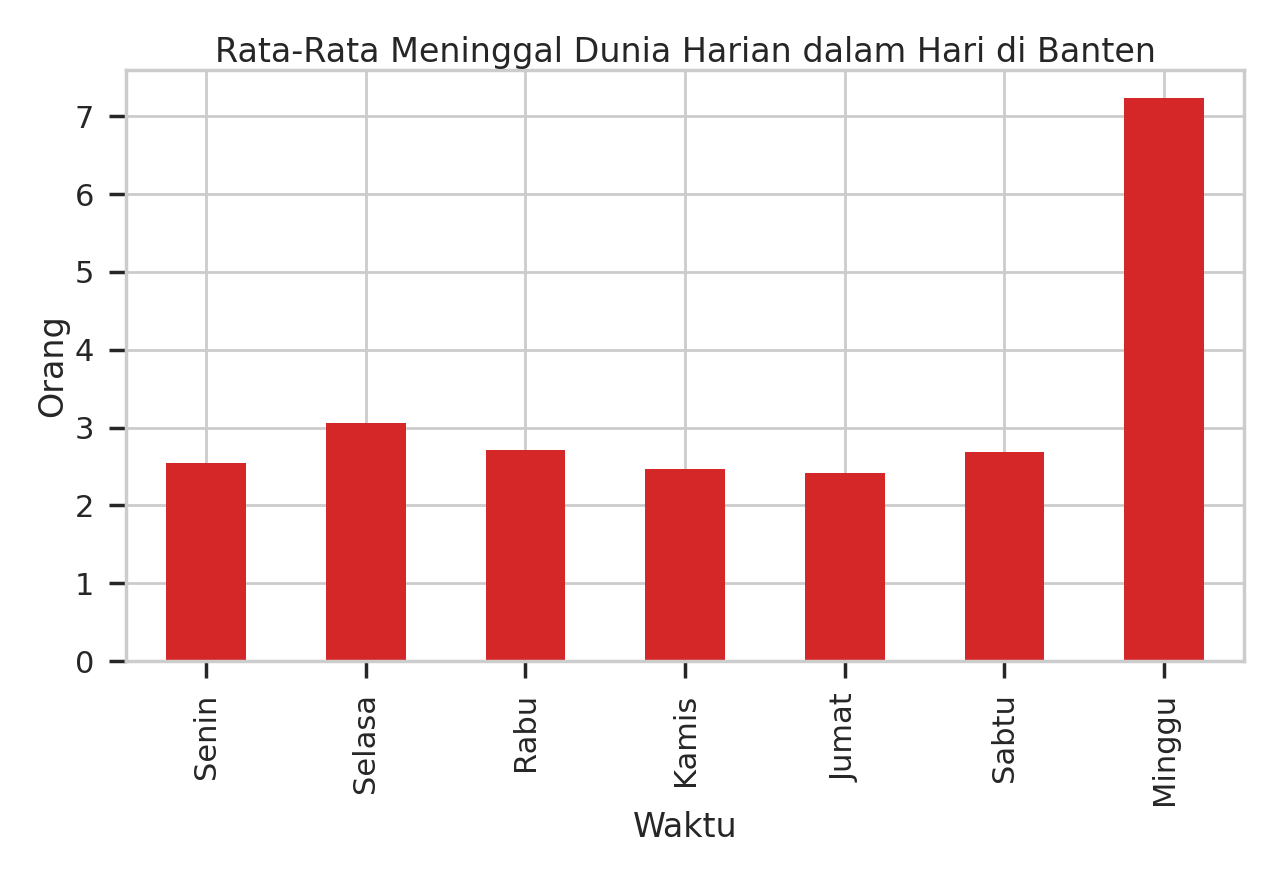 Rata-Rata Meninggal Dunia Harian dalam Hari di Banten
Orang
7
6
5
4
3
2
1
0
Senin
Selasa
Rabu
Kamis
Jumat
Sabtu
Minggu
Waktu